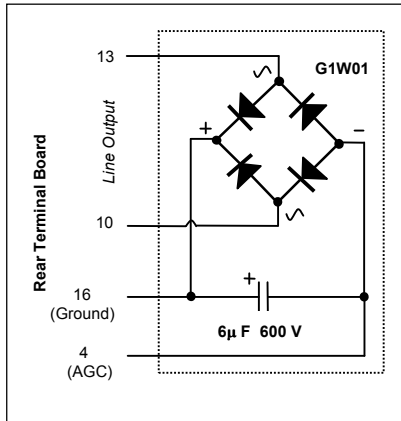 13
G1W01
+
−
Rear Terminal Board
Line Output
10
16
(Ground)
+
6μ F 600 V
4
(AGC)